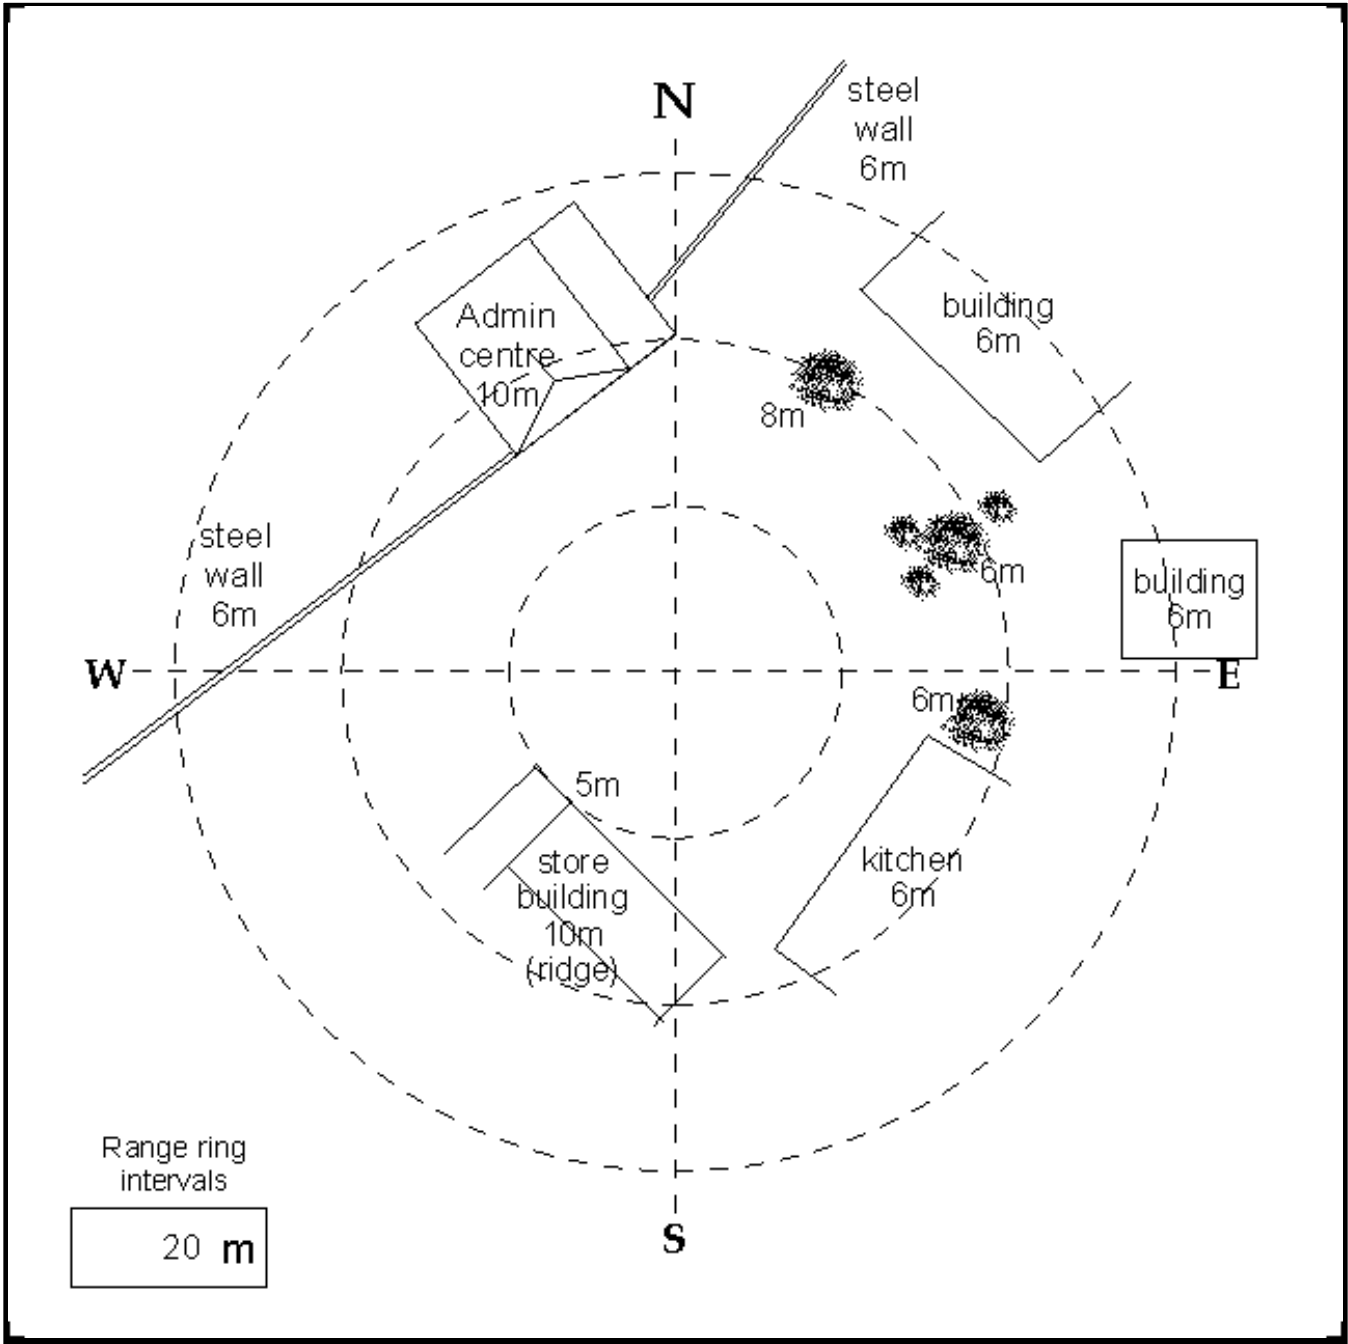 N
steel
wall
6m
building
6m
Admin
centre
10m
8m
steel
wall
6m
6m
building
6m
W
E
6m
5m
store
building
10m
(ridge)
kitchen
6m
Range ring
intervals
20 m
S